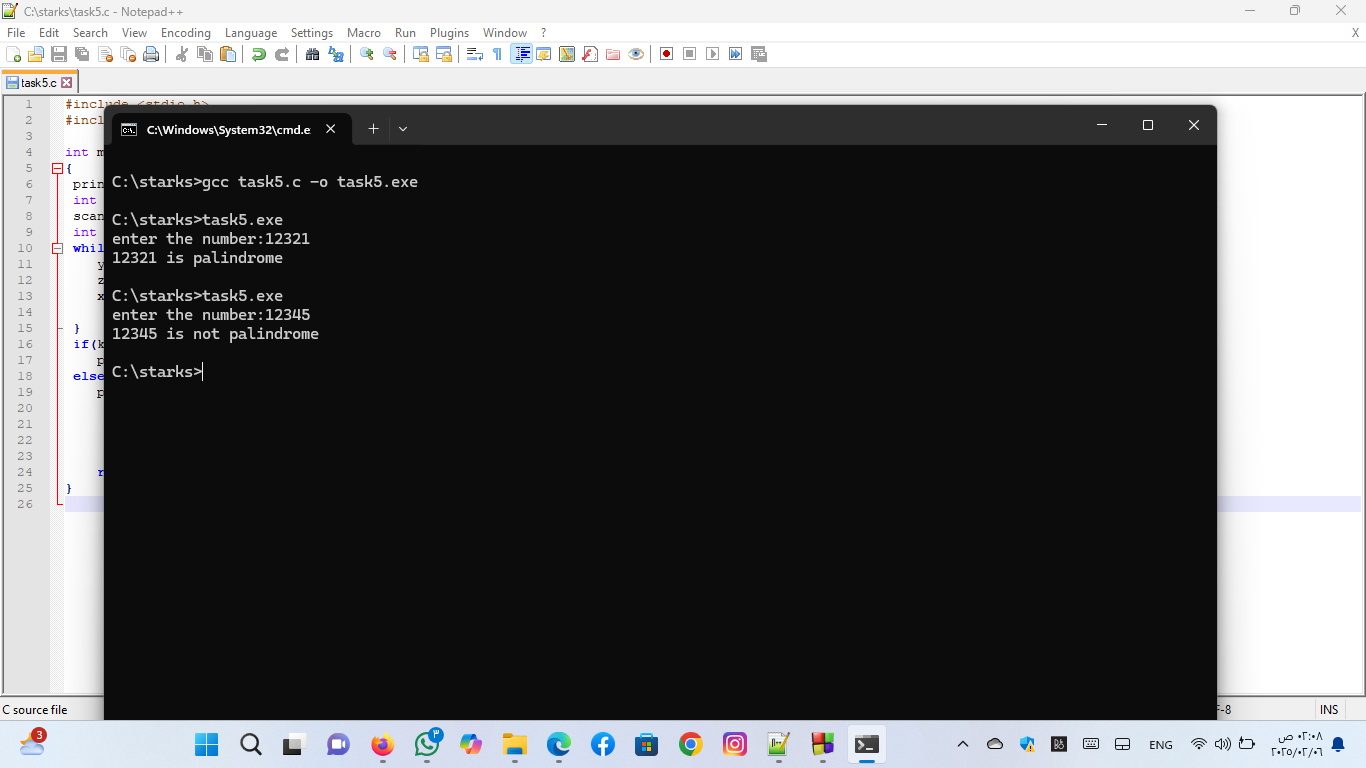 C:\starks\task5.c - Notepad++
File Edit Search View Encoding Language Settings Macro Run Plugins Window ? X
task5.c
C:\Windows\System32\cmd.e
1 #include <stdio.h>
2 #incl
3
4 int m
5 {
6 prin
7 int
8 scan
9 int
10 whil
11 y
12 z
13 x
14
15 }
16 if(k
17 p
18 else
19 p
20
21
22
23
24 r
25 }
26
C:\starks>gcc task5.c -o task5.exe
C:\starks>task5.exe
enter the number:12321
12321 is palindrome
C:\starks>task5.exe
enter the number:12345
12345 is not palindrome
C:\starks>
C source file F-8 INS
3 ٣ ENG ٠٢:٠٨ ص
٢٠٢٥/٠٢/٠٦